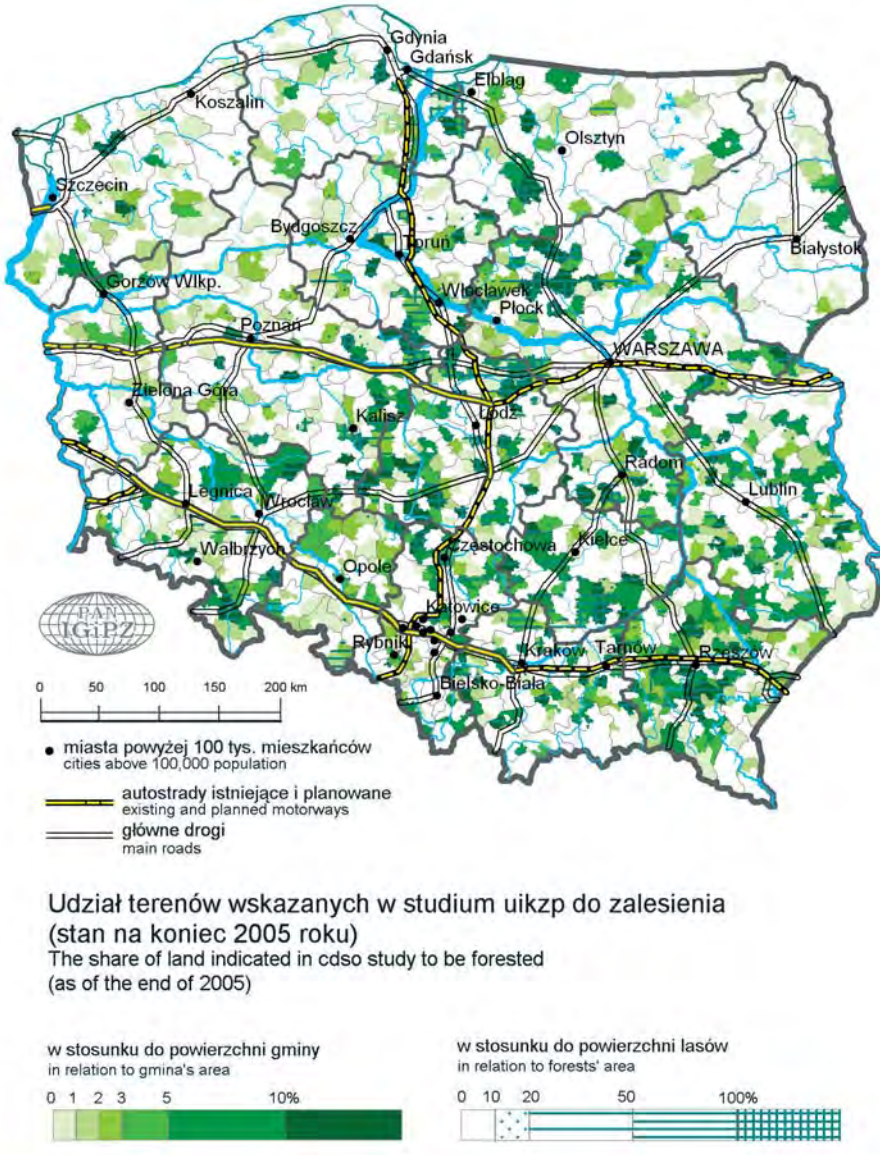 Gdynia
Gdańsk
Elbląg
Koszalin
Olsztyn
Szczecin
Bydgoszcz
Toruń
Białystok
Gorzów Wlkp.
Włocławek
Płock
Poznań
WARSZAWA
Zielona Góra
Kalisz
Łódź
Radom
Legnica
Wrocław
Lublin
Wałbrzych
Częstochowa
Kielce
Opole
PAN
IGiPZ
Katowice
Rybnik
Kraków
Tarnów
Rzeszów
Bielsko-Biała
0 50 100 150 200 km
miasta powyżej 100 tys. mieszkańców
cities above 100,000 population
autostrady istniejące i planowane
existing and planned motorways
główne drogi
main roads
Udział terenów wskazanych w studium uikzp do zalesienia
(stan na koniec 2005 roku)
The share of land indicated in cdso study to be forested
(as of the end of 2005)
w stosunku do powierzchni gminy
in relation to gmina's area
0 1 2 3 5 10%
w stosunku do powierzchni lasów
in relation to forests' area
0 10 20 50 100%